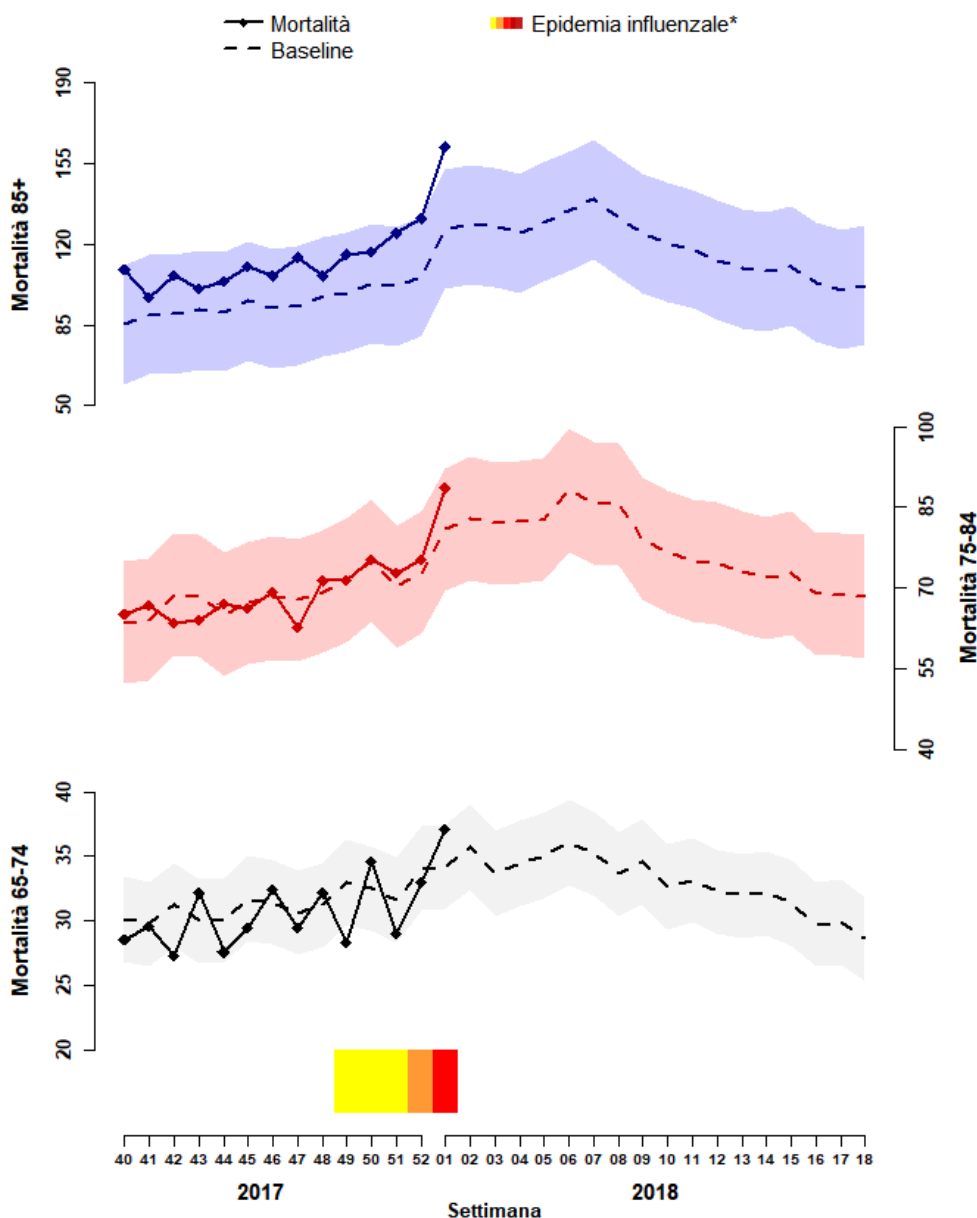 Mortalità
Epidemia influenzale*
Baseline
Mortalità 85+
190
155
120
85
50
Mortalità 75-84
100
85
70
55
40
Mortalità 65-74
40
35
30
25
20
40 41 42 43 44 45 46 47 48 49 50 51 52 01 02 03 04 05 06 07 08 09 10 11 12 13 14 15 16 17 18
2017 2018
Settimana